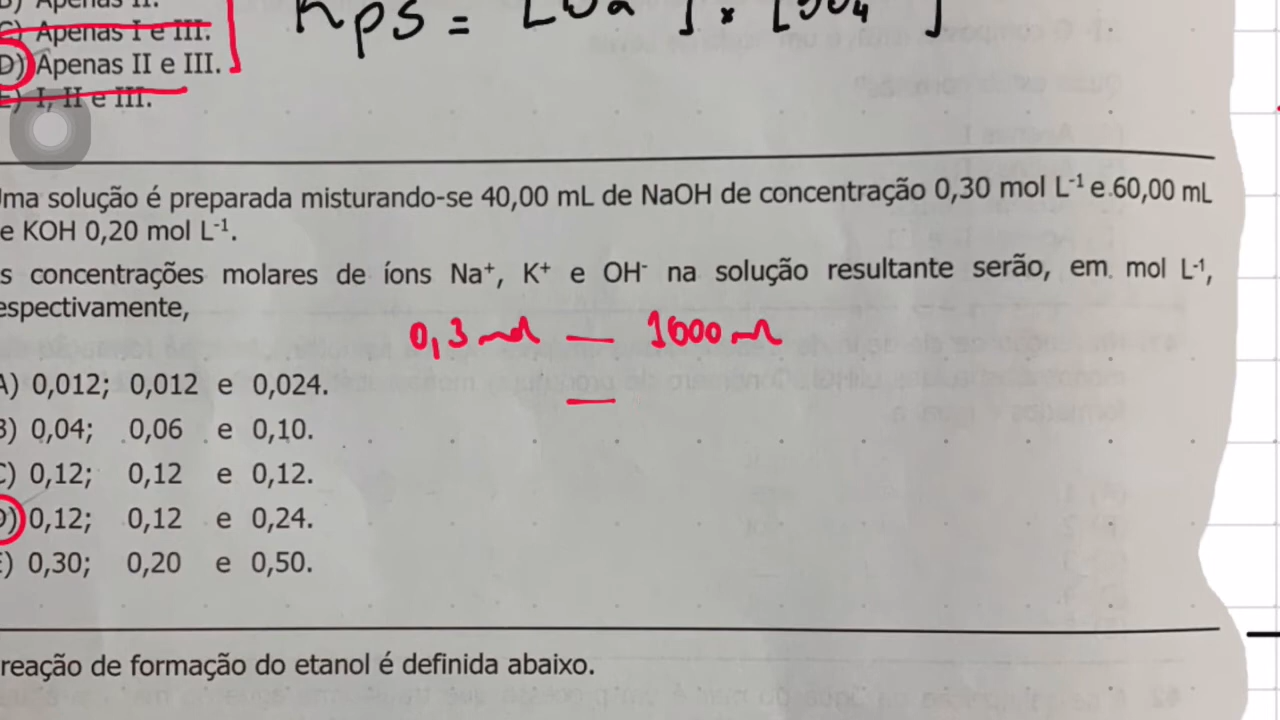 Apenas II.
C) Apenas I e III.
D) Apenas II e III.
E) I, II e III.
Kps =
Uma solução é preparada misturando-se 40,00 mL de NaOH de concentração 0,30 mol L-1 e 60,00 mL
e KOH 0,20 mol L-1.
s concentrações molares de íons Na+, K+ e OH- na solução resultante serão, em mol L-1,
espectivamente,
0,3 mol — 1000 ml
—
A) 0,012; 0,012 e 0,024.
B) 0,04; 0,06 e 0,10.
C) 0,12; 0,12 e 0,12.
D) 0,12; 0,12 e 0,24.
E) 0,30; 0,20 e 0,50.
reação de formação do etanol é definida abaixo.